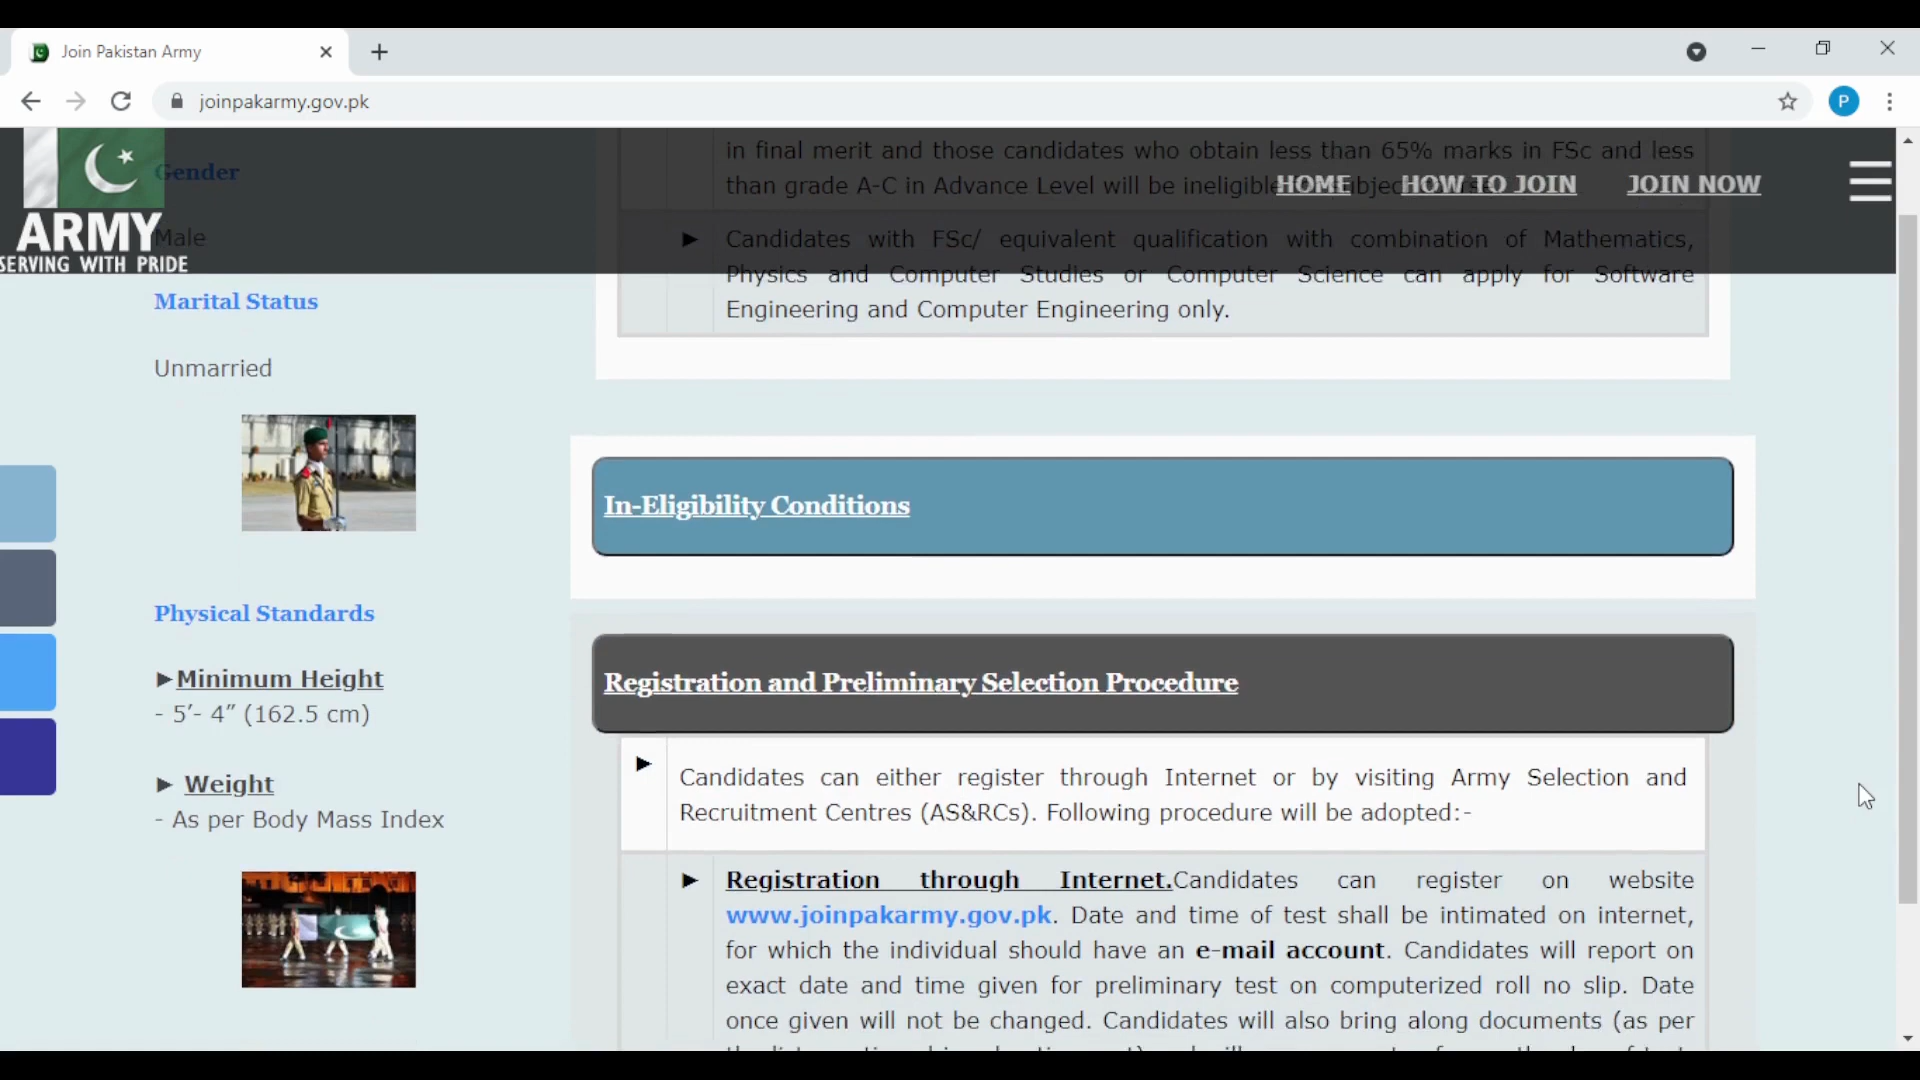 Join Pakistan Army
joinpakarmy.gov.pk
P
ARMY
SERVING WITH PRIDE
HOME
HOW TO JOIN
JOIN NOW
Gender
Male
Marital Status
Unmarried
Physical Standards
►Minimum Height
- 5’- 4” (162.5 cm)
► Weight
- As per Body Mass Index
in final merit and those candidates who obtain less than 65% marks in FSc and less
than grade A-C in Advance Level will be ineligible
► Candidates with FSc/ equivalent qualification with combination of Mathematics,
Physics and Computer Studies or Computer Science can apply for Software
Engineering and Computer Engineering only.
In-Eligibility Conditions
Registration and Preliminary Selection Procedure
► Candidates can either register through Internet or by visiting Army Selection and
Recruitment Centres (AS&RCs). Following procedure will be adopted:-
► Registration through Internet.Candidates can register on website
www.joinpakarmy.gov.pk. Date and time of test shall be intimated on internet,
for which the individual should have an e-mail account. Candidates will report on
exact date and time given for preliminary test on computerized roll no slip. Date
once given will not be changed. Candidates will also bring along documents (as per